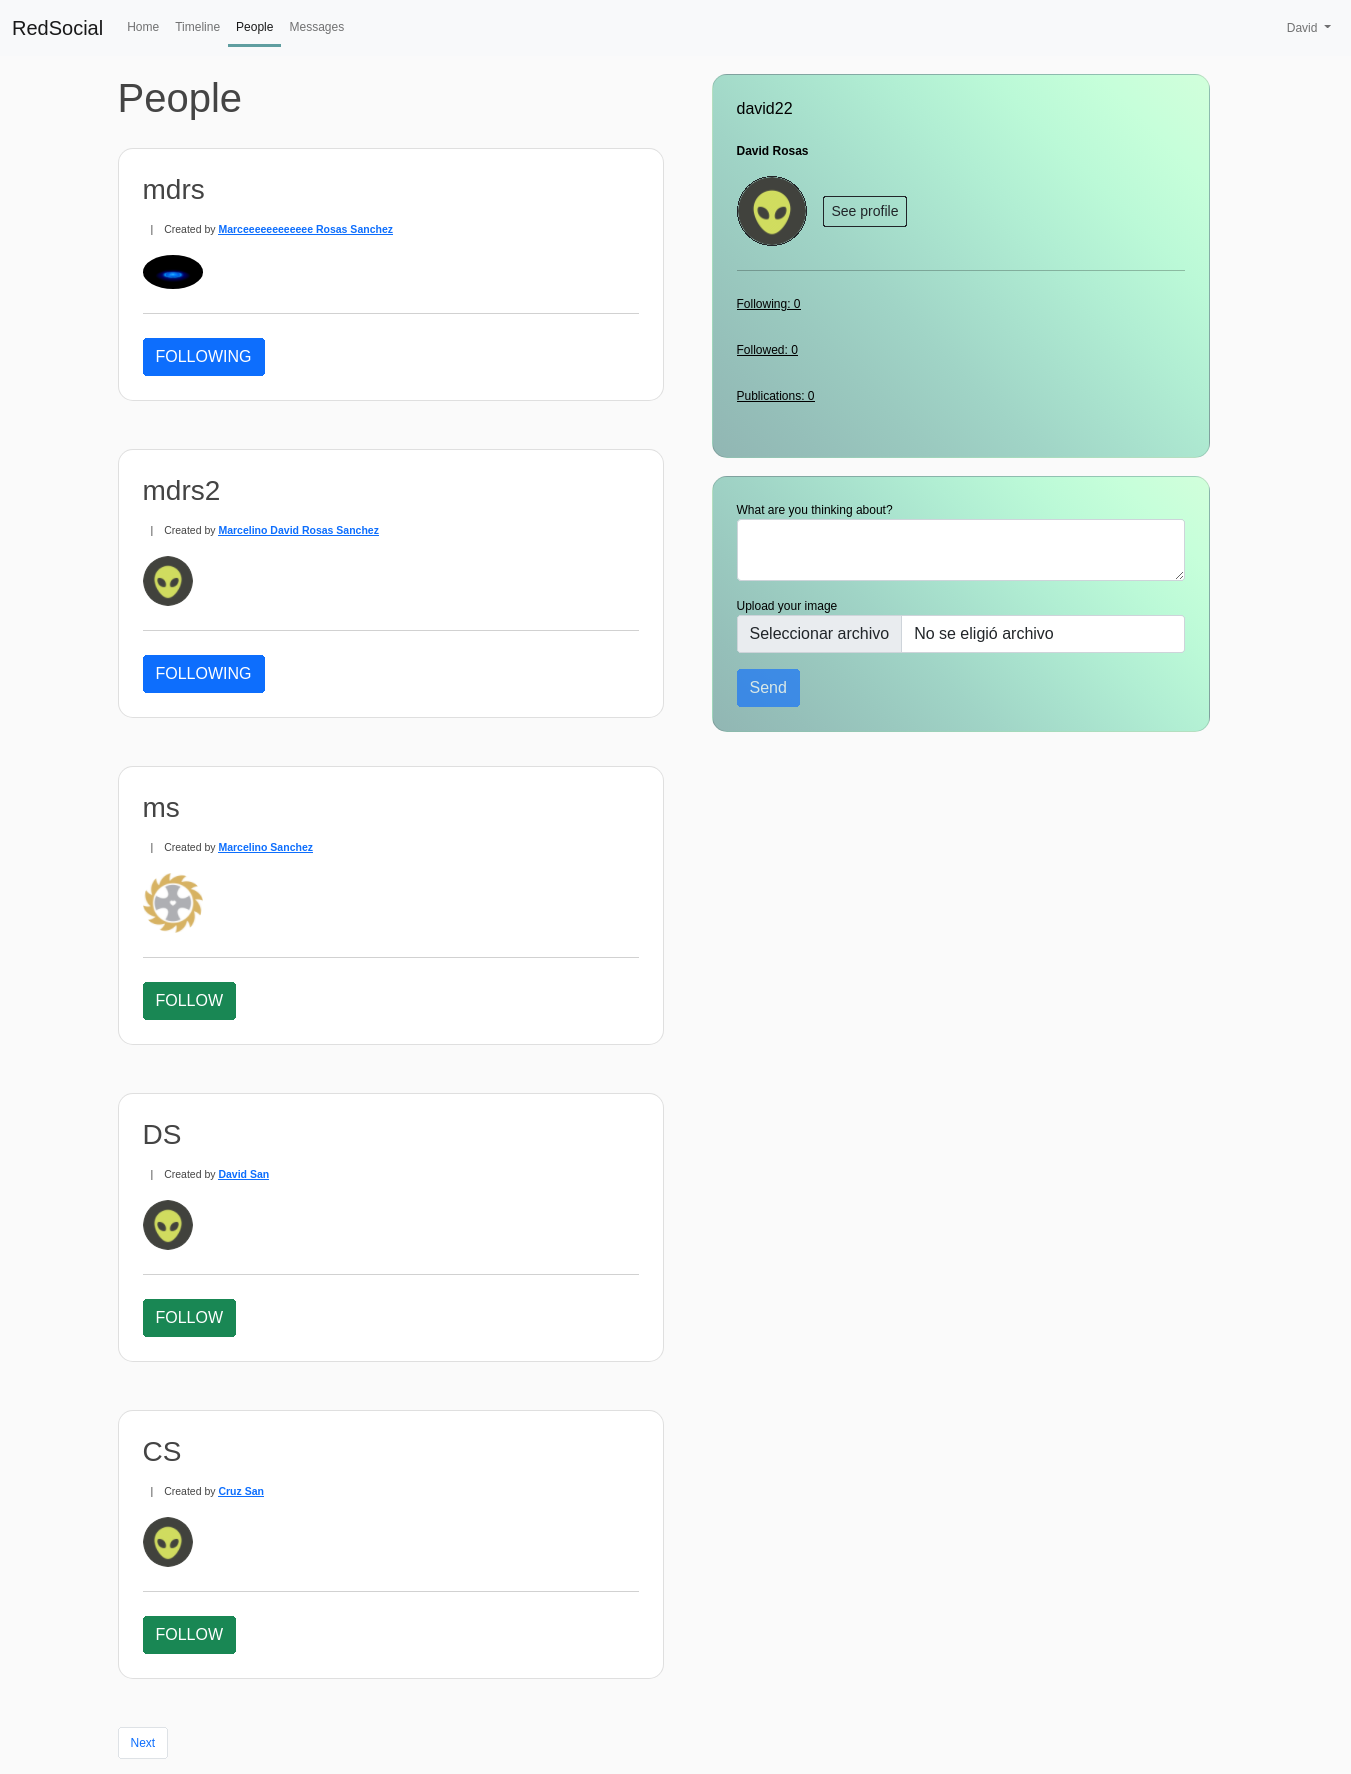 RedSocial
Home
Timeline
People
Messages
David
People
mdrs
| Created by Marceeeeeeeeeeee Rosas Sanchez
FOLLOWING
mdrs2
| Created by Marcelino David Rosas Sanchez
FOLLOWING
ms
| Created by Marcelino Sanchez
FOLLOW
DS
| Created by David San
FOLLOW
CS
| Created by Cruz San
FOLLOW
Next
david22
David Rosas
See profile
Following: 0
Followed: 0
Publications: 0
What are you thinking about?
Upload your image
Seleccionar archivo No se eligió archivo
Send